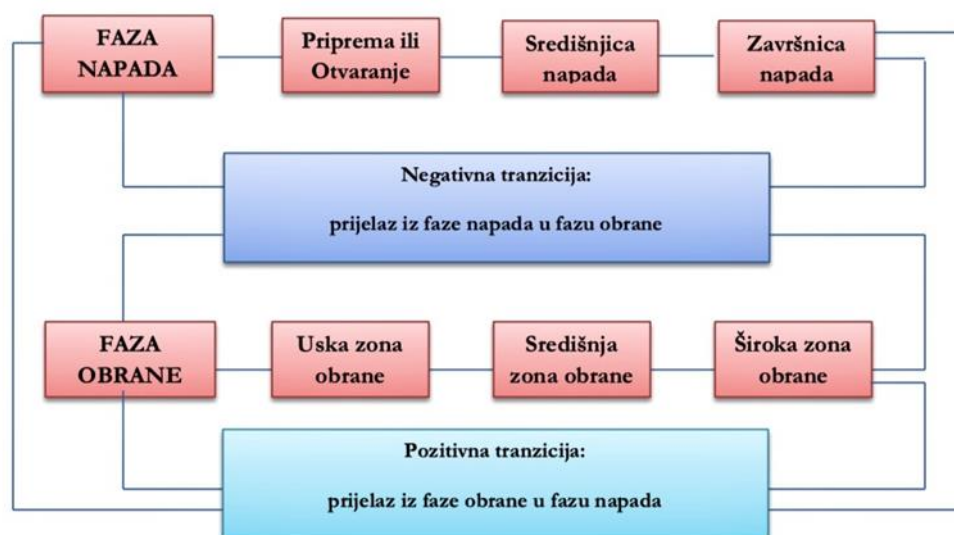 FAZA
NAPADA
Priprema ili
Otvaranje
Središnjica
napada
Završnica
napada
Negativna tranzicija:
prijelaz iz faze napada u fazu obrane
FAZA
OBRANE
Uska zona
obrane
Središnja
zona obrane
Široka zona
obrane
Pozitivna tranzicija:
prijelaz iz faze obrane u fazu napada